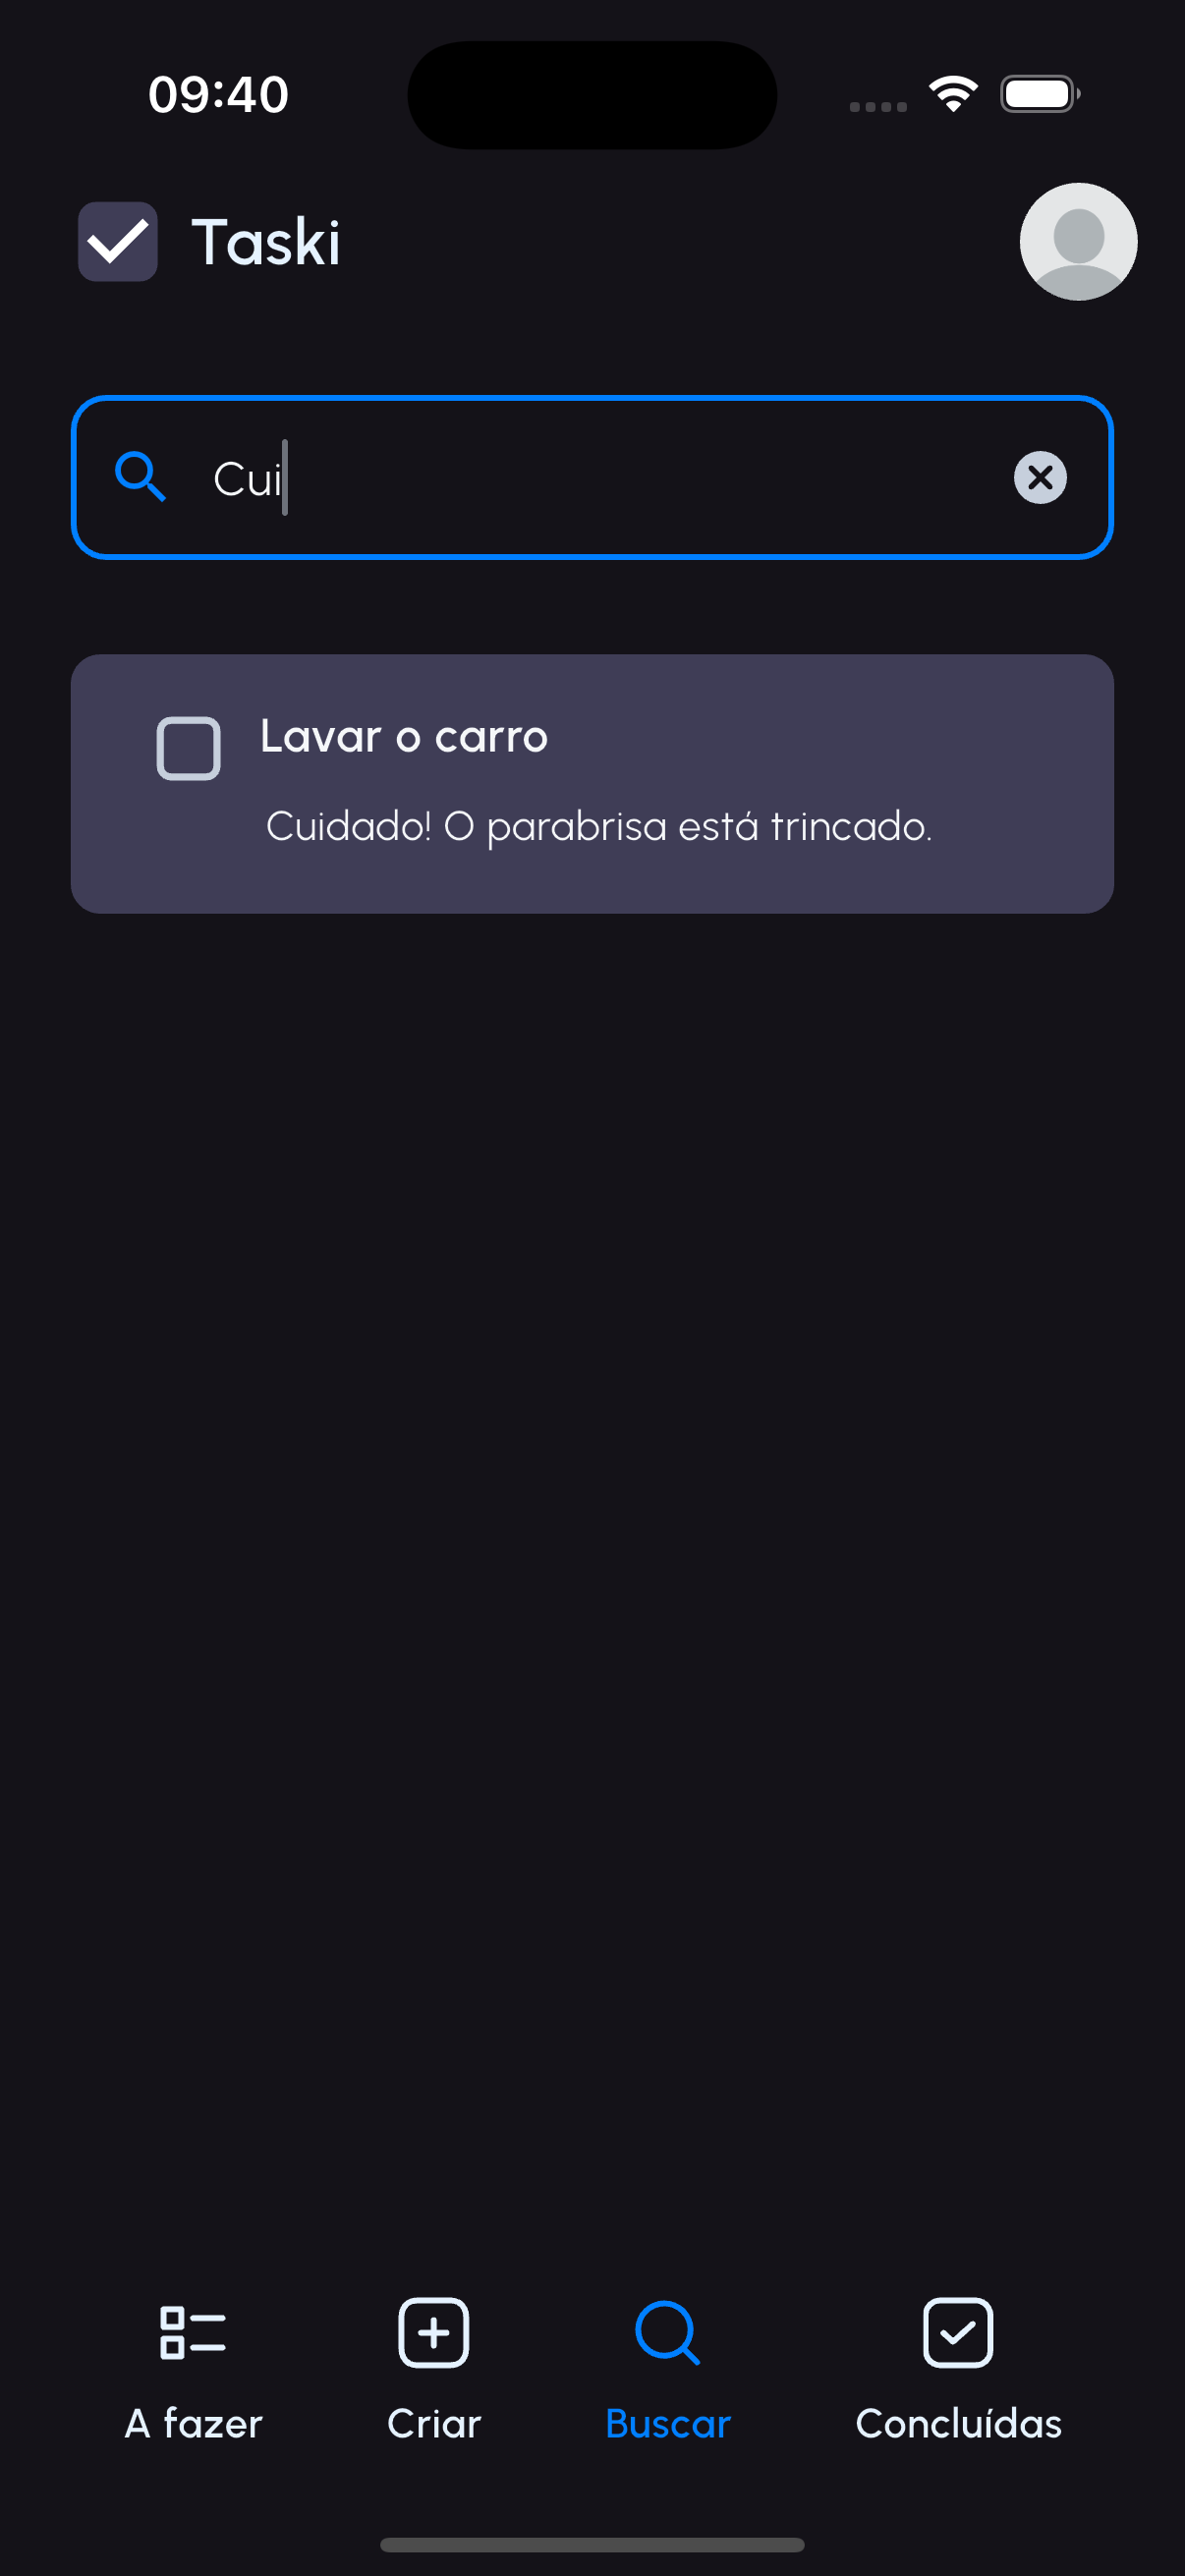 09:40
Taski
Cui
Lavar o carro
Cuidado! O parabrisa está trincado.
A fazer
Criar
Buscar
Concluídas